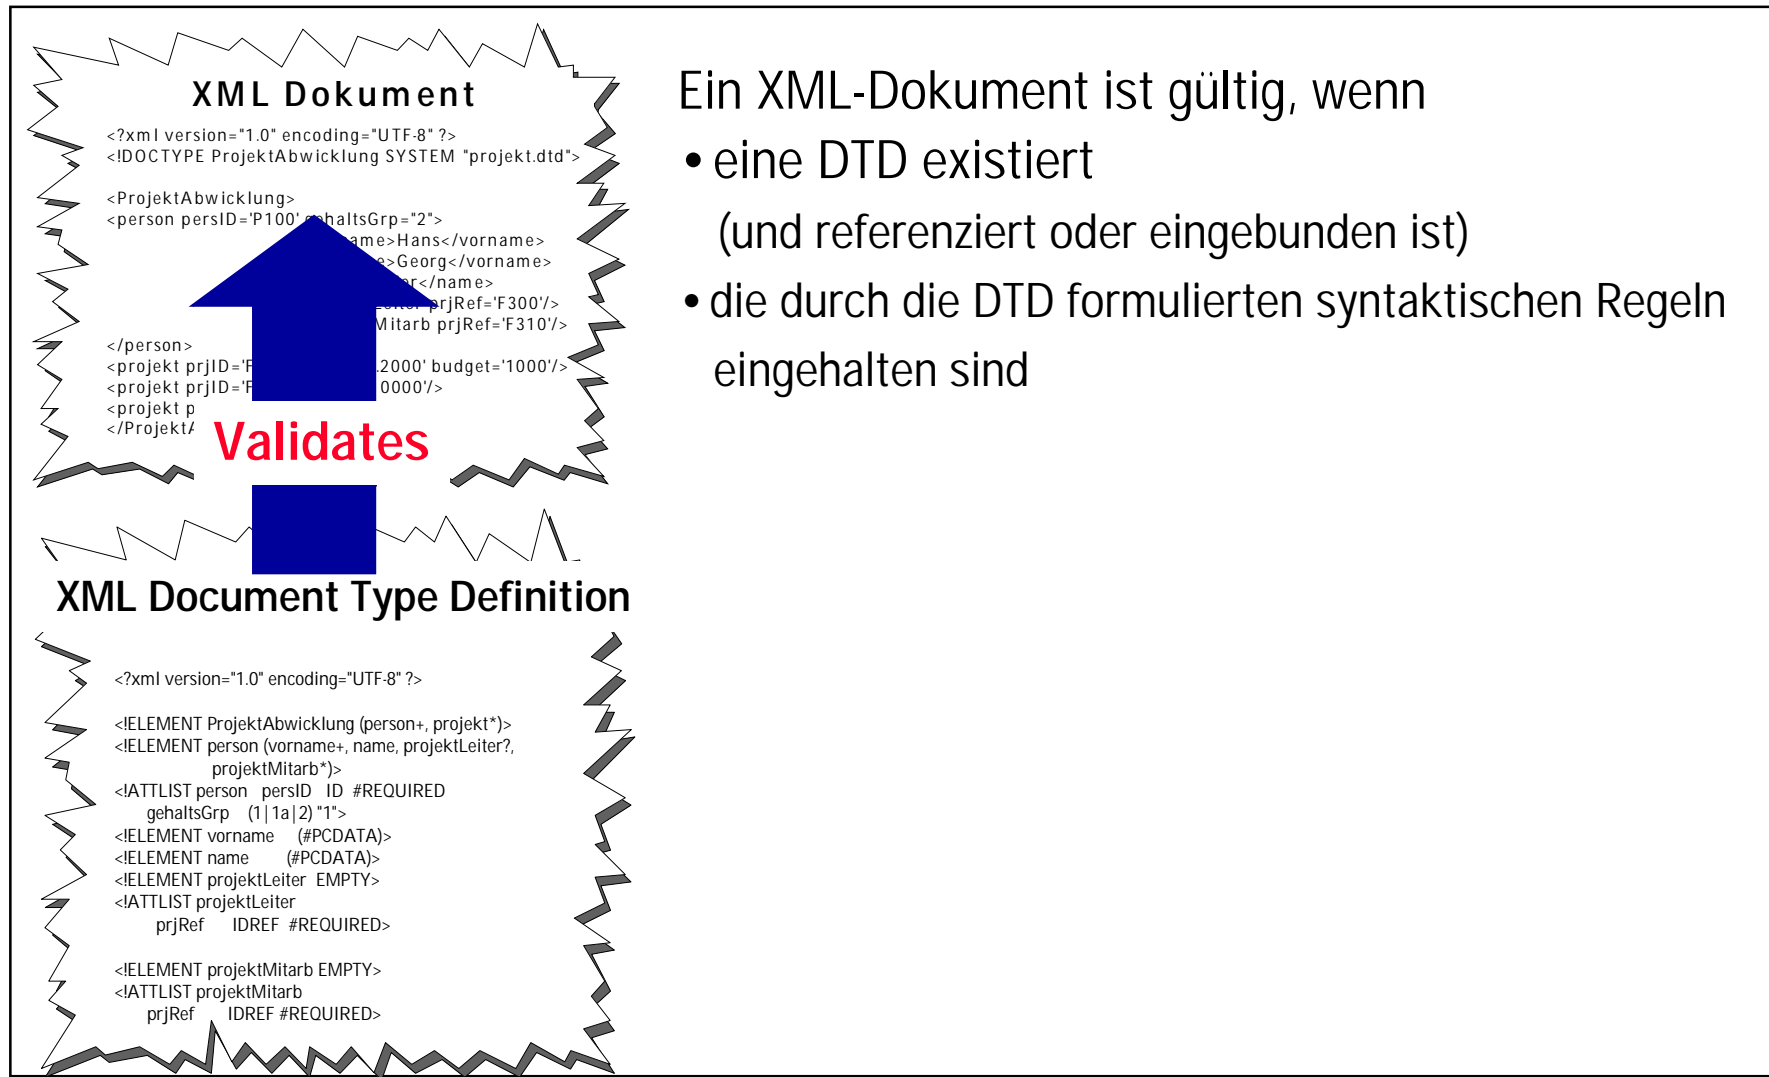 XML Dokument
<?xml version="1.0" encoding="UTF-8" ?>
<!DOCTYPE ProjektAbwicklung SYSTEM "projekt.dtd">
<ProjektAbwicklung>
<person persID='P100' gehaltsGrp="2">
ame>Hans</vorname>
e>Georg</vorname>
</name>
prjRef='F300'/>
Mitarb prjRef='F310'/>
</person>
<projekt prjID='F .2000' budget='1000'/>
<projekt prjID='F 0000'/>
<projekt p
</ProjektA
Validates
XML Document Type Definition
<?xml version="1.0" encoding="UTF-8" ?>
<!ELEMENT ProjektAbwicklung (person+, projekt*)>
<!ELEMENT person (vorname+, name, projektLeiter?,
projektMitarb*)>
<!ATTLIST person persID ID #REQUIRED
gehaltsGrp (1|1a|2) "1">
<!ELEMENT vorname (#PCDATA)>
<!ELEMENT name (#PCDATA)>
<!ELEMENT projektLeiter EMPTY>
<!ATTLIST projektLeiter
prjRef IDREF #REQUIRED>
<!ELEMENT projektMitarb EMPTY>
<!ATTLIST projektMitarb
prjRef IDREF #REQUIRED>
Ein XML-Dokument ist gültig, wenn
• eine DTD existiert
(und referenziert oder eingebunden ist)
• die durch die DTD formulierten syntaktischen Regeln
eingehalten sind